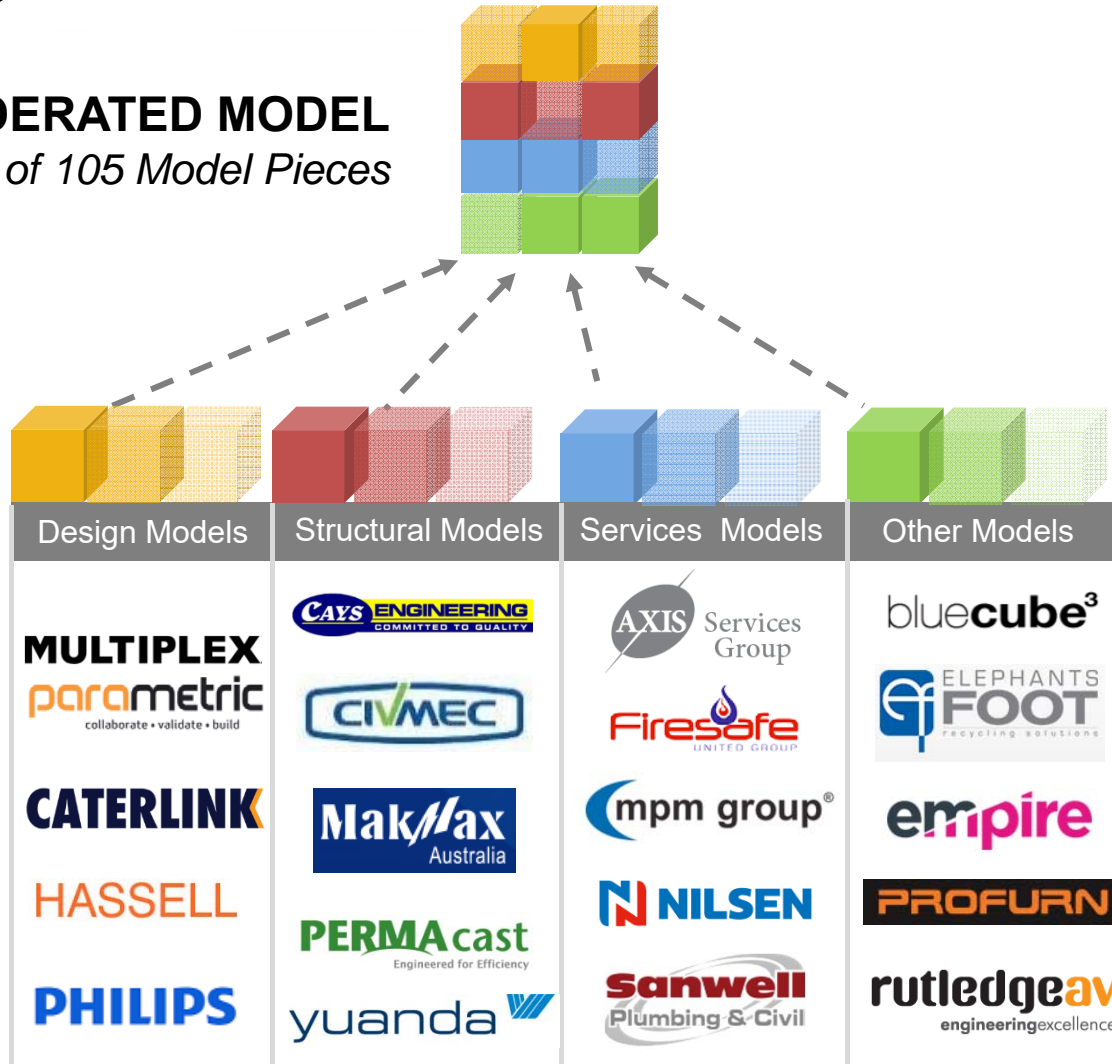 DERATED MODEL
of 105 Model Pieces
Design Models
Structural Models
Services Models
Other Models
MULTIPLEX
parametric
collaborate • validate • build
CATERLINK
HASSELL
PHILIPS
CAYS ENGINEERING
COMMITTED TO QUALITY
CIVMEC
MakMax
Australia
PERMAcast
Engineered for Efficiency
yuanda
AXIS Services
Group
Firesafe
UNITED GROUP
mpm group®
NILSEN
Sanwell
Plumbing & Civil
bluecube³
ELEPHANTS
FOOT
recycling solutions
empire
PROFURN
rutledgeav
engineeringexcellence